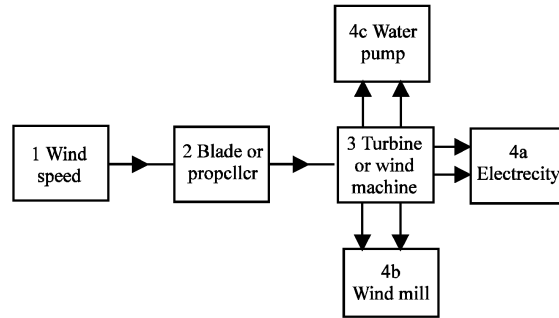 4c Water
pump
1 Wind
speed
2 Blade or
propcllcr
3 Turbine
or wind
machine
4a
Electrecity
4b
Wind mill